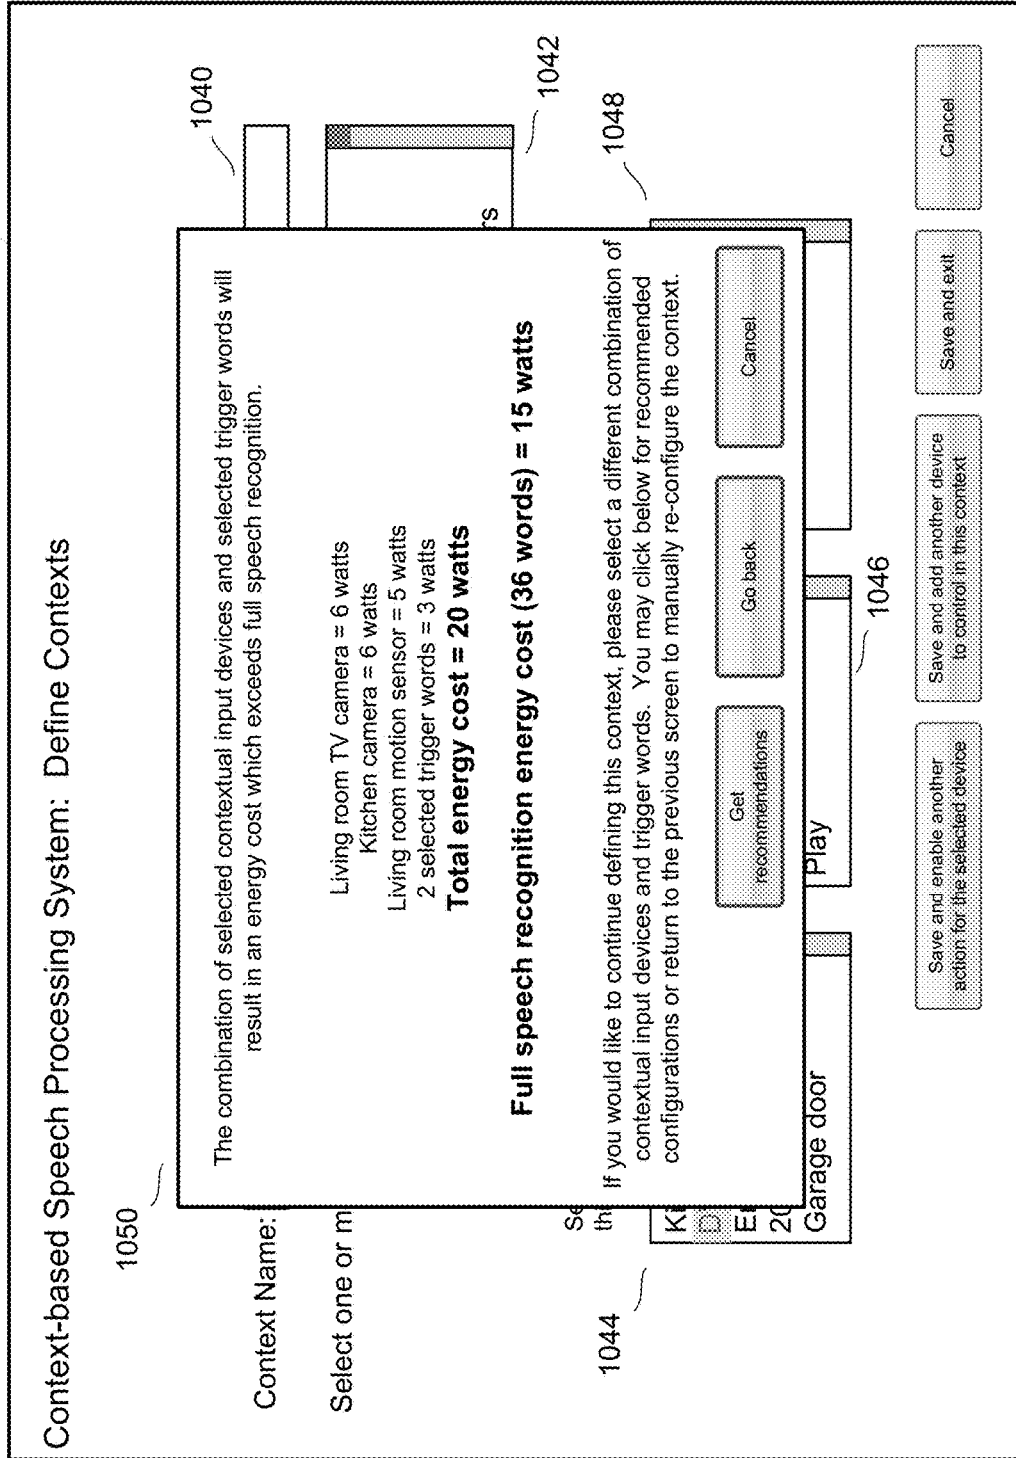 Context-based Speech Processing System: Define Contexts
1050
1040
Context Name:
Select one or m
rs
1042
The combination of selected contextual input devices and selected trigger words will
result in an energy cost which exceeds full speech recognition.
Living room TV camera = 6 watts
Kitchen camera = 6 watts
Living room motion sensor = 5 watts
2 selected trigger words = 3 watts
Total energy cost = 20 watts
Full speech recognition energy cost (36 words) = 15 watts
If you would like to continue defining this context, please select a different combination of
contextual input devices and trigger words. You may click below for recommended
configurations or return to the previous screen to manually re-configure the context.
Get
recommendations
Go back
Cancel
Se
the
1044
1048
Ki
D
E
20
Garage door
Play
1046
Save and enable another
action for the selected device
Save and add another device
to control in this context
Save and exit
Cancel